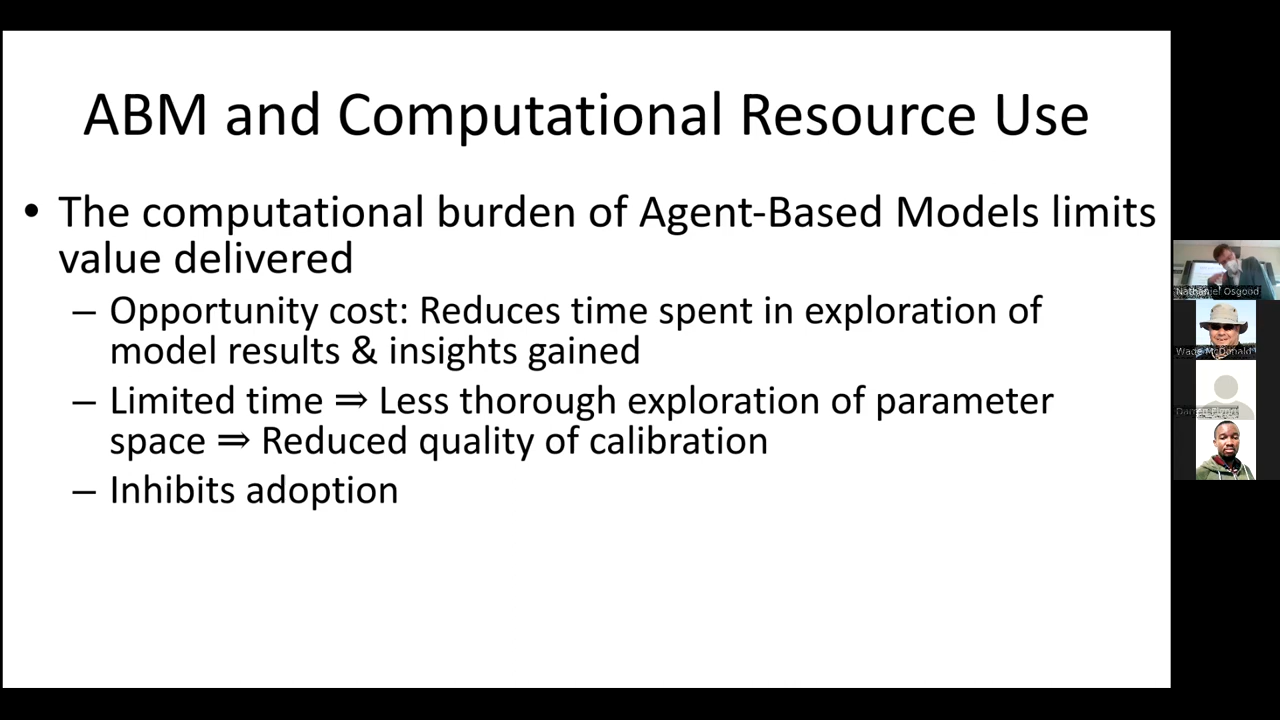 ABM and Computational Resource Use
• The computational burden of Agent-Based Models limits
value delivered
– Opportunity cost: Reduces time spent in exploration of
model results & insights gained
– Limited time ⇒ Less thorough exploration of parameter
space ⇒ Reduced quality of calibration
– Inhibits adoption
Nathaniel Osgood
Wade McDonald